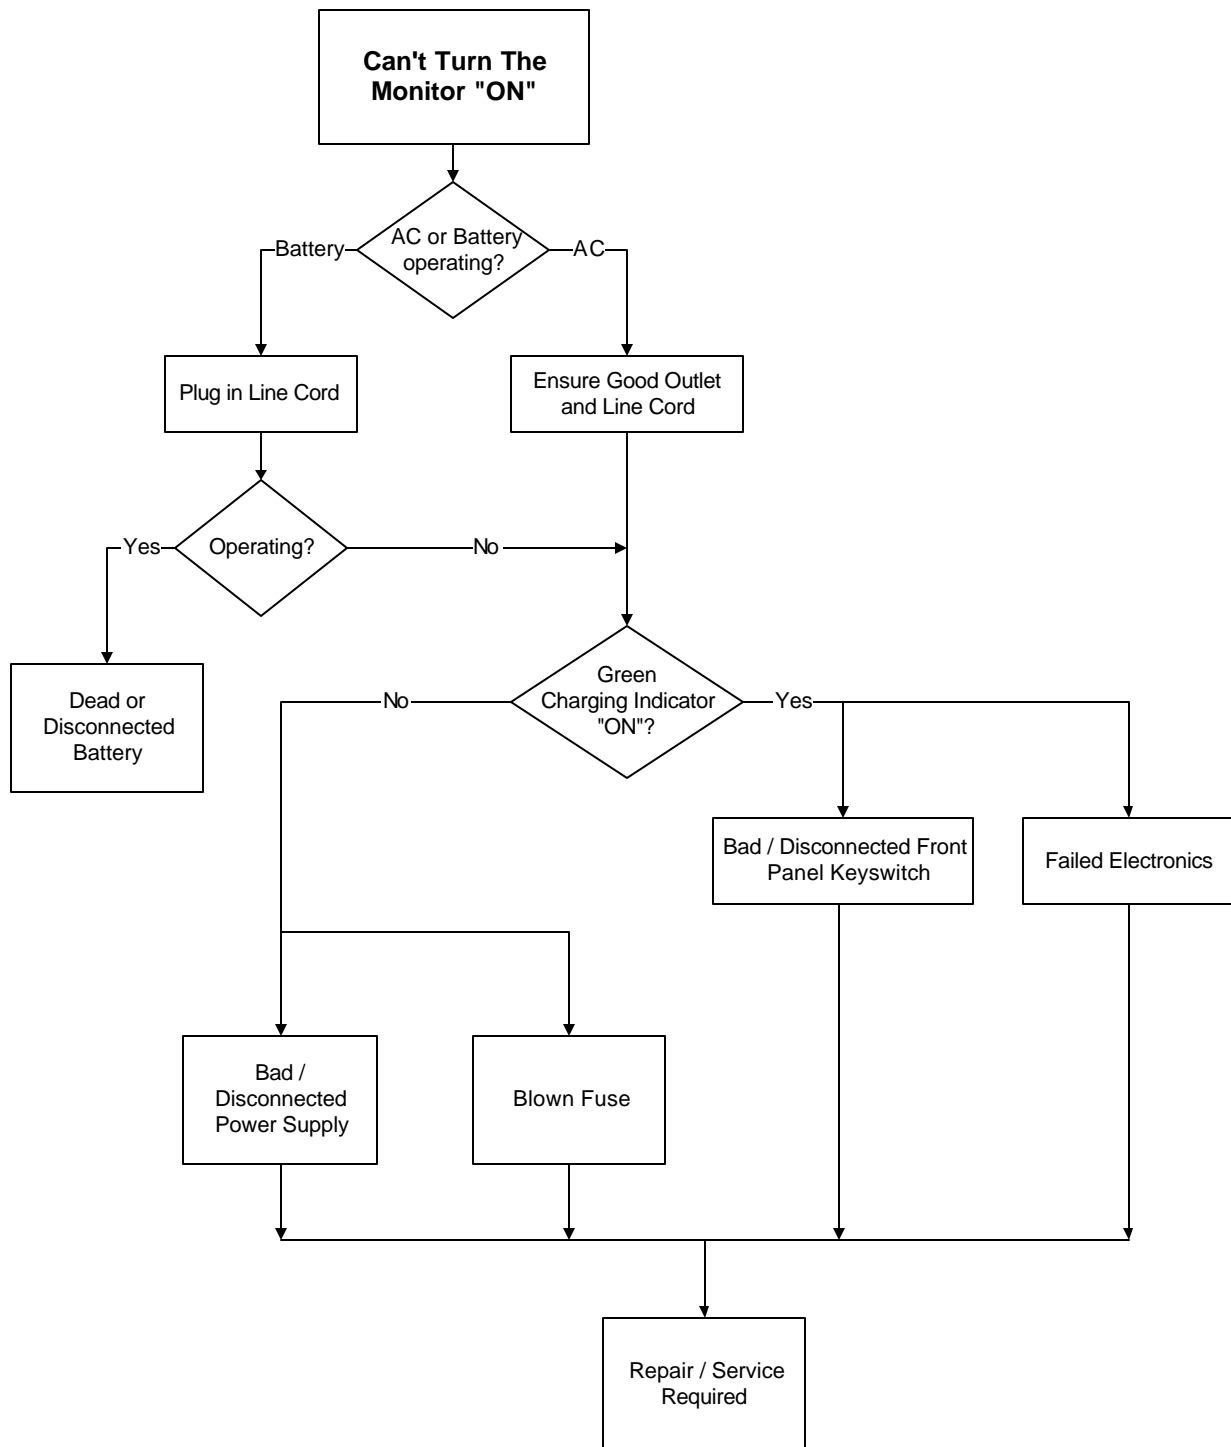 Can't Turn The
Monitor "ON"
AC or Battery
operating?
Battery
AC
Plug in Line Cord
Ensure Good Outlet
and Line Cord
Operating?
Yes
No
Dead or
Disconnected
Battery
Green
Charging Indicator
"ON"?
No
Yes
Bad / Disconnected Front
Panel Keyswitch
Failed Electronics
Bad /
Disconnected
Power Supply
Blown Fuse
Repair / Service
Required